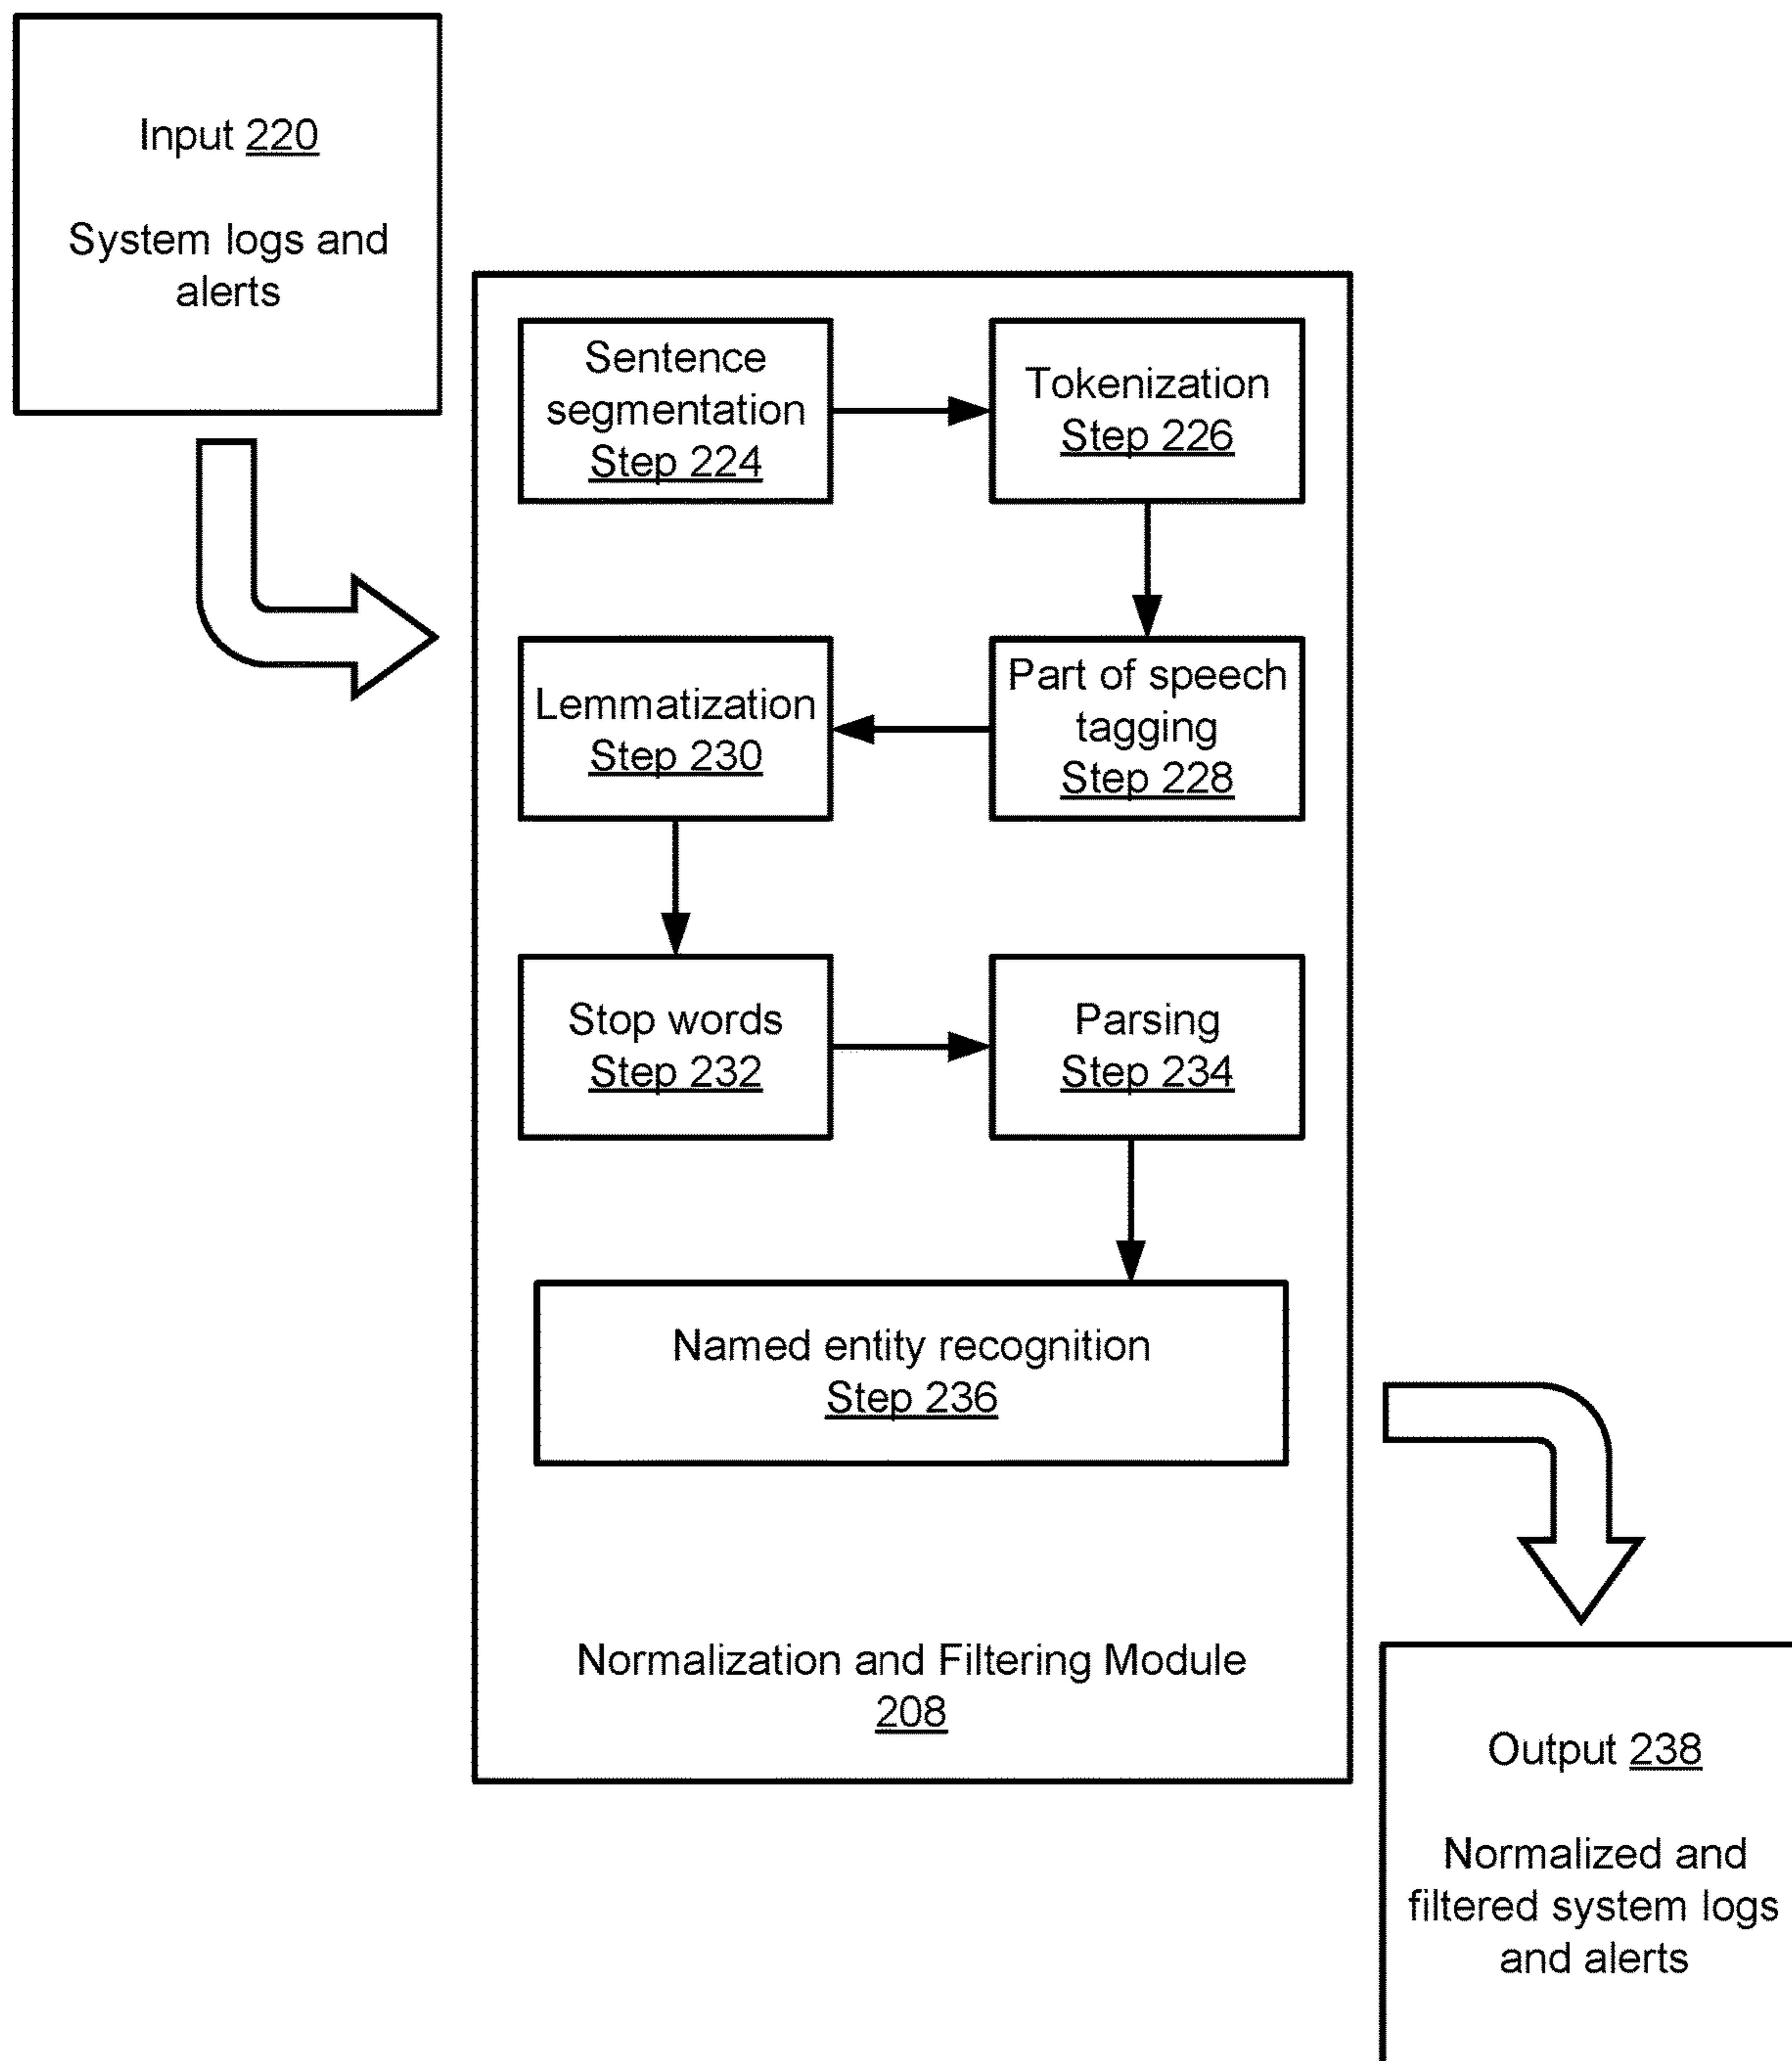 Input 220
System logs and
alerts
Sentence
segmentation
Step 224
Tokenization
Step 226
Part of speech
tagging
Step 228
Lemmatization
Step 230
Stop words
Step 232
Parsing
Step 234
Named entity recognition
Step 236
Normalization and Filtering Module
208
Output 238
Normalized and
filtered system logs
and alerts